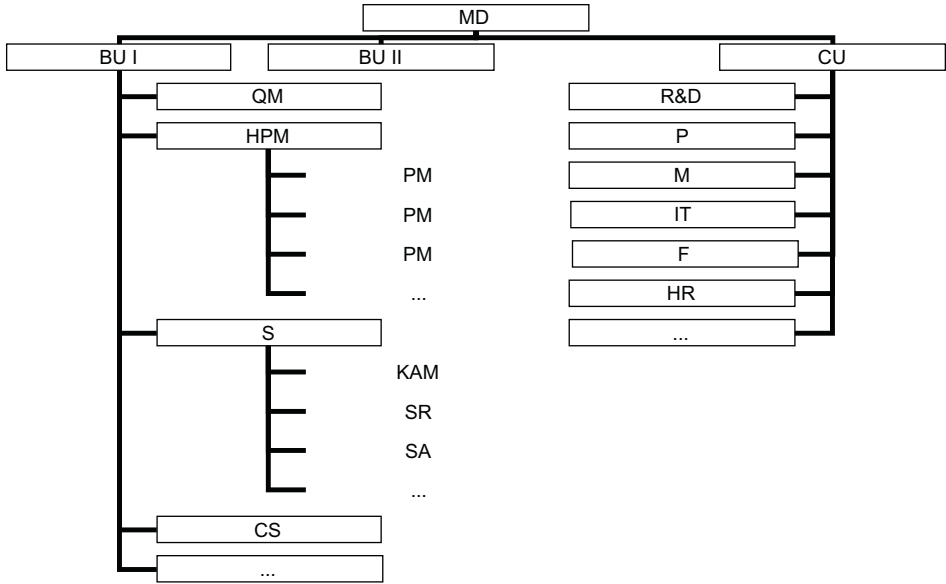 MD
BU I
BU II
CU
QM
HPM
PM
PM
PM
...
S
KAM
SR
SA
...
CS
...
R&D
P
M
IT
F
HR
...